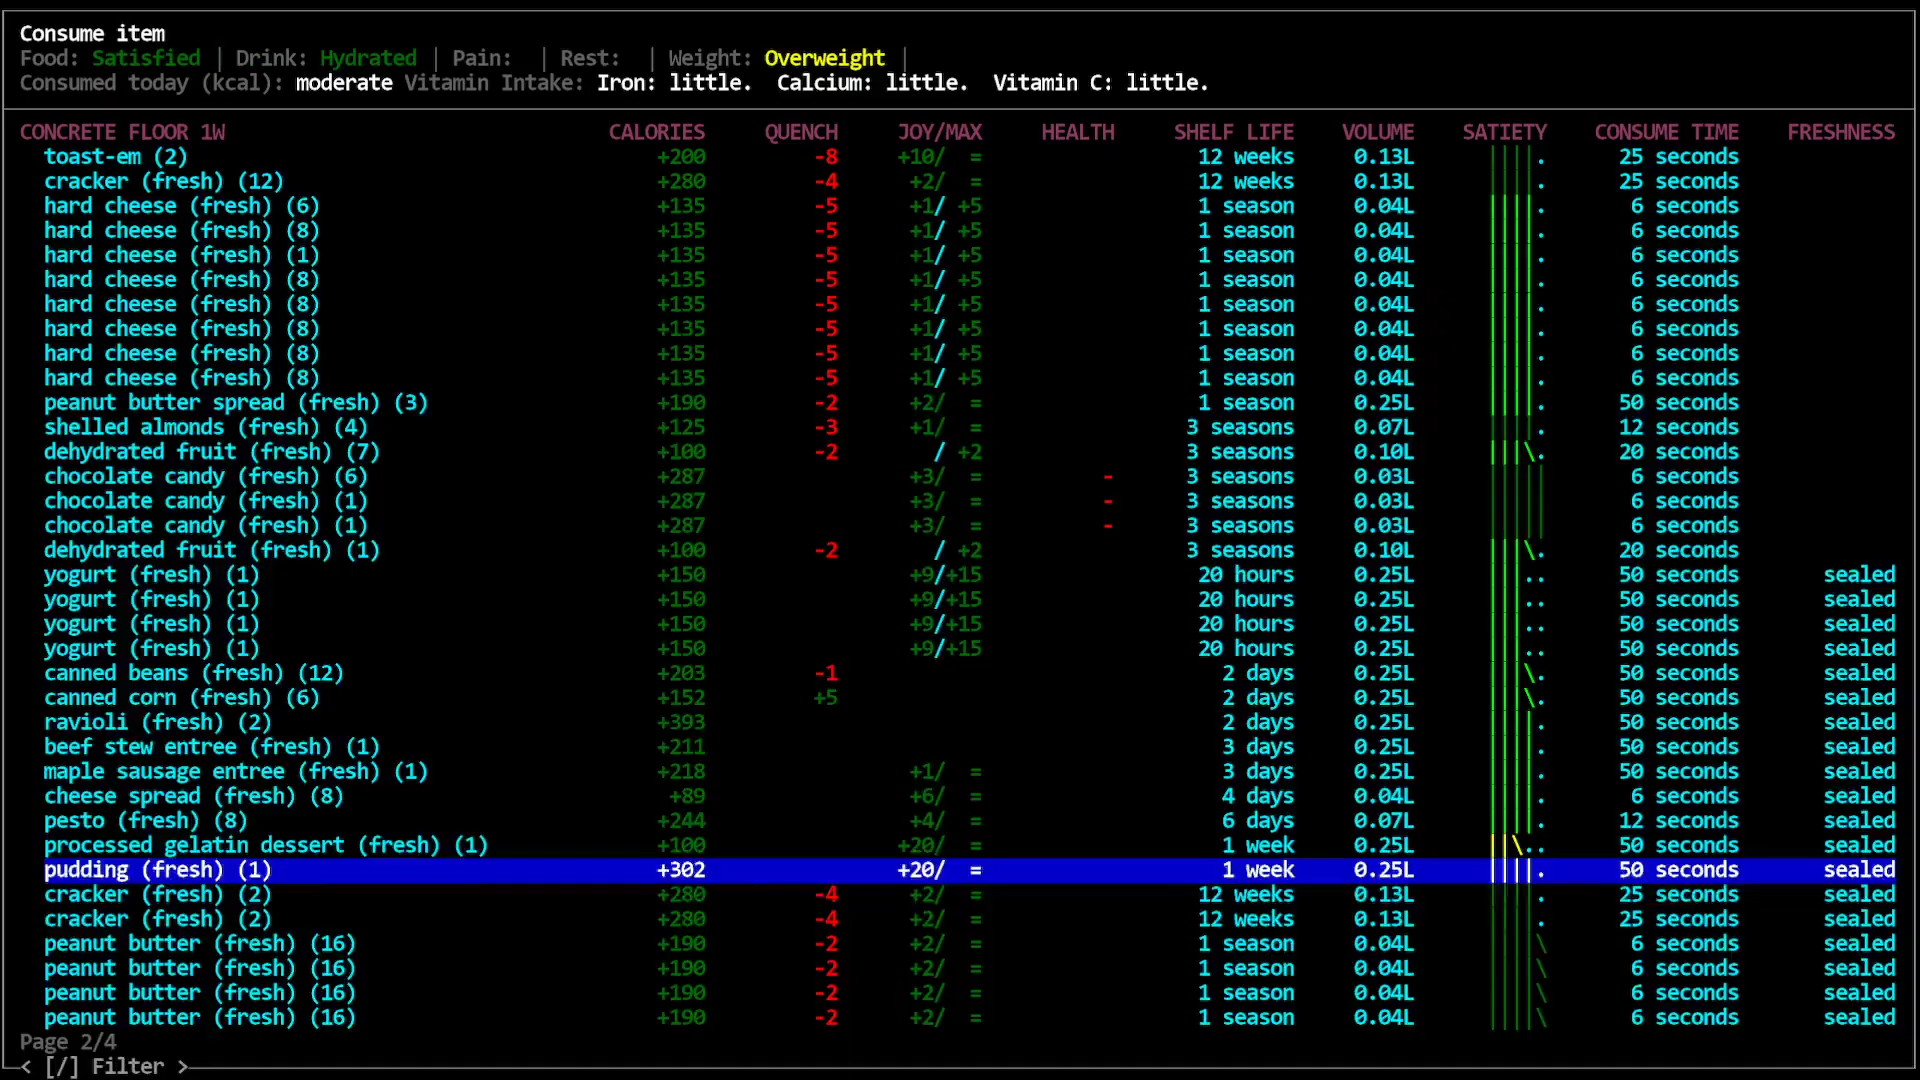 Consume item
Food: Satisfied | Drink: Hydrated | Pain: | Rest: | Weight: Overweight |
Consumed today (kcal): moderate Vitamin Intake: Iron: little. Calcium: little. Vitamin C: little.
CONCRETE FLOOR 1W CALORIES QUENCH JOY/MAX HEALTH SHELF LIFE VOLUME SATIETY CONSUME TIME FRESHNESS
toast-em (2) +200 -8 +10/ = 12 weeks 0.13L ||||. 25 seconds
cracker (fresh) (12) +280 -4 +2/ = 12 weeks 0.13L ||||. 25 seconds
hard cheese (fresh) (6) +135 -5 +1/ +5 1 season 0.04L ||||. 6 seconds
hard cheese (fresh) (8) +135 -5 +1/ +5 1 season 0.04L ||||. 6 seconds
hard cheese (fresh) (1) +135 -5 +1/ +5 1 season 0.04L ||||. 6 seconds
hard cheese (fresh) (8) +135 -5 +1/ +5 1 season 0.04L ||||. 6 seconds
hard cheese (fresh) (8) +135 -5 +1/ +5 1 season 0.04L ||||. 6 seconds
hard cheese (fresh) (8) +135 -5 +1/ +5 1 season 0.04L ||||. 6 seconds
hard cheese (fresh) (8) +135 -5 +1/ +5 1 season 0.04L ||||. 6 seconds
hard cheese (fresh) (8) +135 -5 +1/ +5 1 season 0.04L ||||. 6 seconds
peanut butter spread (fresh) (3) +190 -2 +2/ = 1 season 0.25L ||||. 50 seconds
shelled almonds (fresh) (4) +125 -3 +1/ = 3 seasons 0.07L ||||. 12 seconds
dehydrated fruit (fresh) (7) +100 -2 / +2 3 seasons 0.10L |||\. 20 seconds
chocolate candy (fresh) (6) +287 +3/ = - 3 seasons 0.03L ||||| 6 seconds
chocolate candy (fresh) (1) +287 +3/ = - 3 seasons 0.03L ||||| 6 seconds
chocolate candy (fresh) (1) +287 +3/ = - 3 seasons 0.03L ||||| 6 seconds
dehydrated fruit (fresh) (1) +100 -2 / +2 3 seasons 0.10L |||\. 20 seconds
yogurt (fresh) (1) +150 +9/+15 20 hours 0.25L |||.. 50 seconds sealed
yogurt (fresh) (1) +150 +9/+15 20 hours 0.25L |||.. 50 seconds sealed
yogurt (fresh) (1) +150 +9/+15 20 hours 0.25L |||.. 50 seconds sealed
yogurt (fresh) (1) +150 +9/+15 20 hours 0.25L |||.. 50 seconds sealed
canned beans (fresh) (12) +203 -1 2 days 0.25L |||\. 50 seconds sealed
canned corn (fresh) (6) +152 +5 2 days 0.25L |||\. 50 seconds sealed
ravioli (fresh) (2) +393 2 days 0.25L ||||. 50 seconds sealed
beef stew entree (fresh) (1) +211 3 days 0.25L ||||. 50 seconds sealed
maple sausage entree (fresh) (1) +218 +1/ = 3 days 0.25L ||||. 50 seconds sealed
cheese spread (fresh) (8) +89 +6/ = 4 days 0.04L ||||. 6 seconds sealed
pesto (fresh) (8) +244 +4/ = 6 days 0.07L ||||. 12 seconds sealed
processed gelatin dessert (fresh) (1) +100 +20/ = 1 week 0.25L ||\.. 50 seconds sealed
pudding (fresh) (1) +302 +20/ = 1 week 0.25L ||||. 50 seconds sealed
cracker (fresh) (2) +280 -4 +2/ = 12 weeks 0.13L ||||. 25 seconds sealed
cracker (fresh) (2) +280 -4 +2/ = 12 weeks 0.13L ||||. 25 seconds sealed
peanut butter (fresh) (16) +190 -2 +2/ = 1 season 0.04L ||||\ 6 seconds sealed
peanut butter (fresh) (16) +190 -2 +2/ = 1 season 0.04L ||||\ 6 seconds sealed
peanut butter (fresh) (16) +190 -2 +2/ = 1 season 0.04L ||||\ 6 seconds sealed
peanut butter (fresh) (16) +190 -2 +2/ = 1 season 0.04L ||||\ 6 seconds sealed
Page 2/4
< [/] Filter >